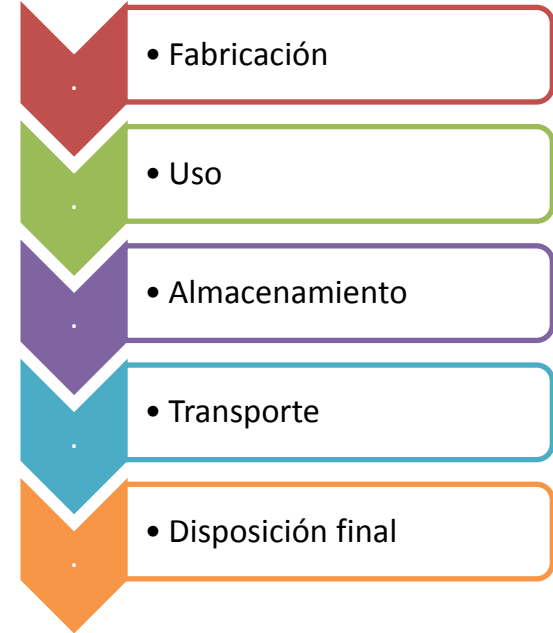 • Fabricación
• Uso
• Almacenamiento
• Transporte
• Disposición final